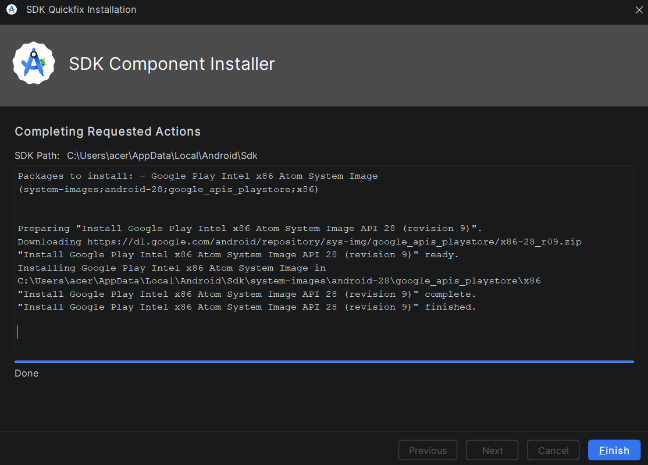 SDK Quickfix Installation
SDK Component Installer
Completing Requested Actions
SDK Path: C:\Users\acer\AppData\Local\Android\Sdk
Packages to install: - Google Play Intel x86 Atom System Image
(system-images;android-28;google_apis_playstore;x86)
Preparing "Install Google Play Intel x86 Atom System Image API 28 (revision 9)".
Downloading https://dl.google.com/android/repository/sys-img/google_apis_playstore/x86-28_r09.zip
"Install Google Play Intel x86 Atom System Image API 28 (revision 9)" ready.
Installing Google Play Intel x86 Atom System Image in
C:\Users\acer\AppData\Local\Android\Sdk\system-images\android-28\google_apis_playstore\x86
"Install Google Play Intel x86 Atom System Image API 28 (revision 9)" complete.
"Install Google Play Intel x86 Atom System Image API 28 (revision 9)" finished.
Done
Previous Next Cancel Finish